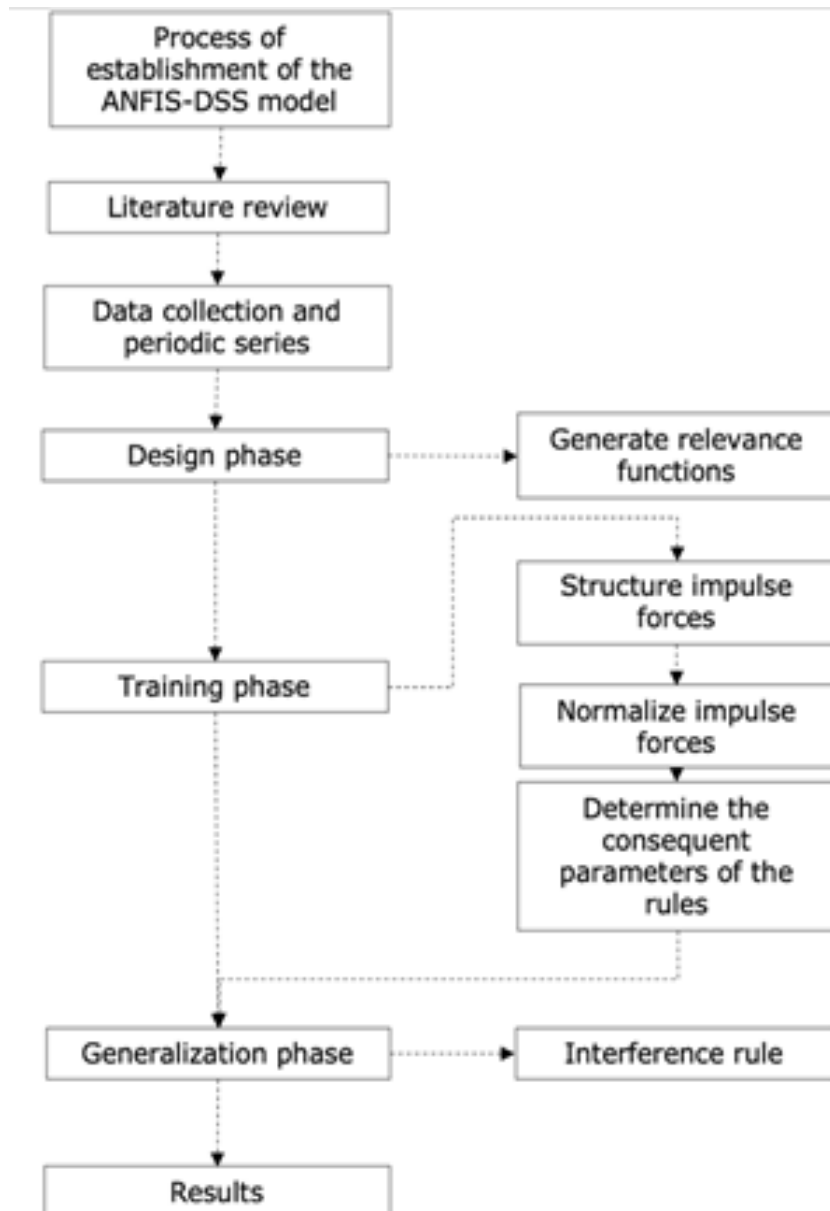 Process of
establishment of the
ANFIS-DSS model
Literature review
Data collection and
periodic series
Design phase
Generate relevance
functions
Structure impulse
forces
Training phase
Normalize impulse
forces
Determine the
consequent
parameters of the
rules
Generalization phase
Interference rule
Results